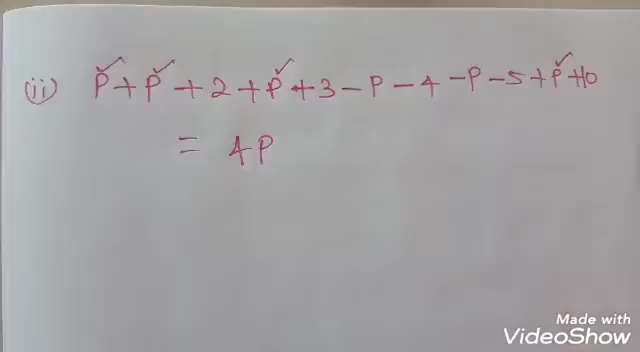 (ii) P + P + 2 + P + 3 - P - 4 - P - 5 + P + 10
= 4P
Made with
VideoShow